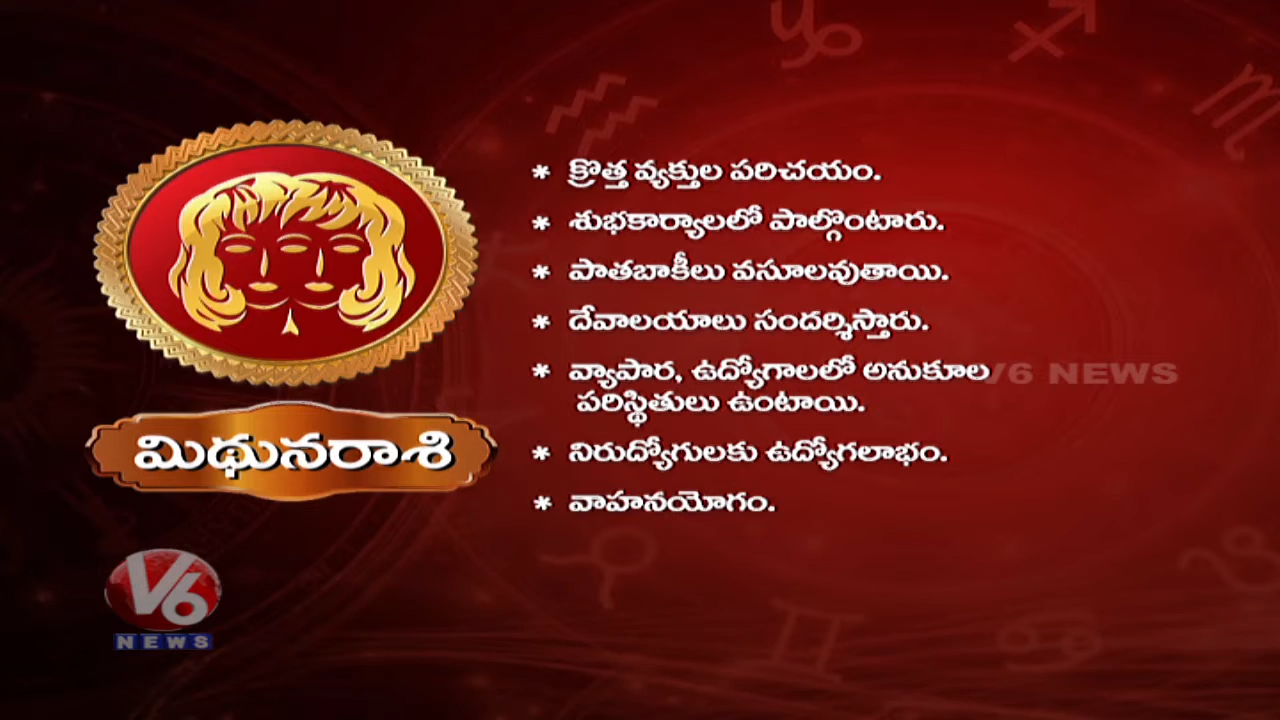 * క్రొత్త వ్యక్తుల పరిచయం.
* శుభకార్యాలలో పాల్గొంటారు.
* పాతబాకీలు వసూలవుతాయి.
* దేవాలయాలు సందర్శిస్తారు.
* వ్యాపార, ఉద్యోగాలలో అనుకూల
పరిస్థితులు ఉంటాయి.
* నిరుద్యోగులకు ఉద్యోగలాభం.
* వాహనయోగం.
మిథునరాశి
V6 NEWS
V6
NEWS